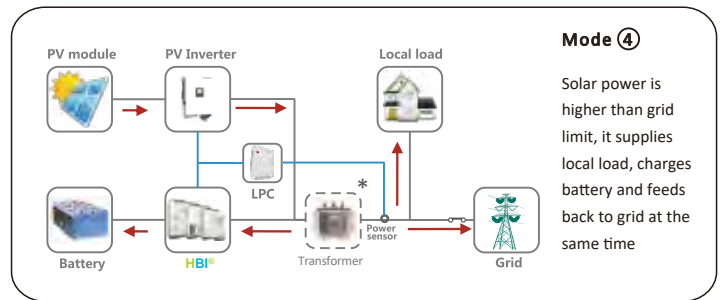 PV module
PV Inverter
Local load
LPC
*
Power
sensor
Battery
HBI®
Transformer
Grid
Mode ④
Solar power is
higher than grid
limit, it supplies
local load, charges
battery and feeds
back to grid at the
same time